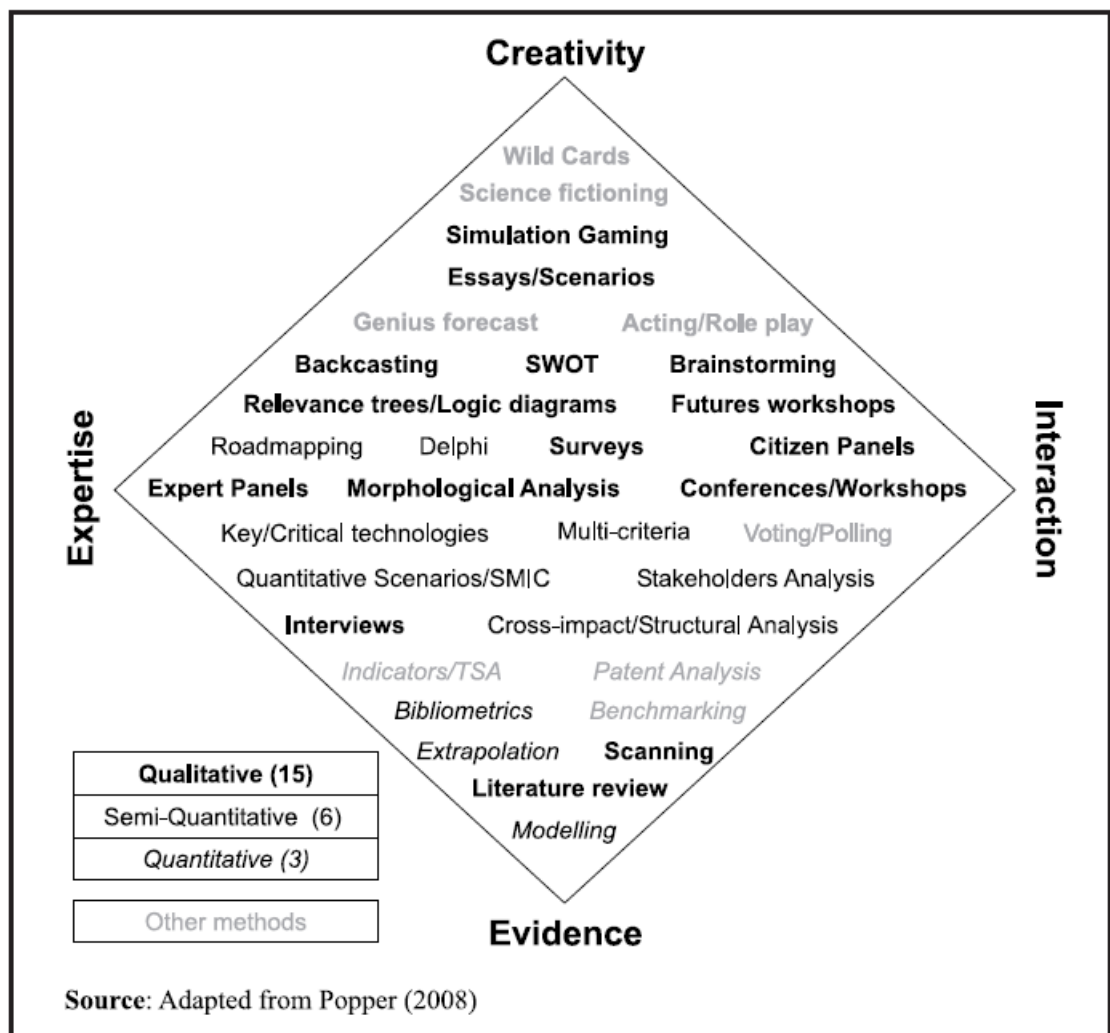 Creativity
Wild Cards
Science fictioning
Simulation Gaming
Essays/Scenarios
Genius forecast Acting/Role play
Backcasting SWOT Brainstorming
Relevance trees/Logic diagrams Futures workshops
Roadmapping Delphi Surveys Citizen Panels
Expert Panels Morphological Analysis Conferences/Workshops
Key/Critical technologies Multi-criteria Voting/Polling
Quantitative Scenarios/SMIC Stakeholders Analysis
Interviews Cross-impact/Structural Analysis
Indicators/TSA Patent Analysis
Bibliometrics Benchmarking
Extrapolation Scanning
Literature review
Modelling
Evidence
Expertise
Interaction
Qualitative (15)
Semi-Quantitative (6)
Quantitative (3)
Other methods
Source: Adapted from Popper (2008)